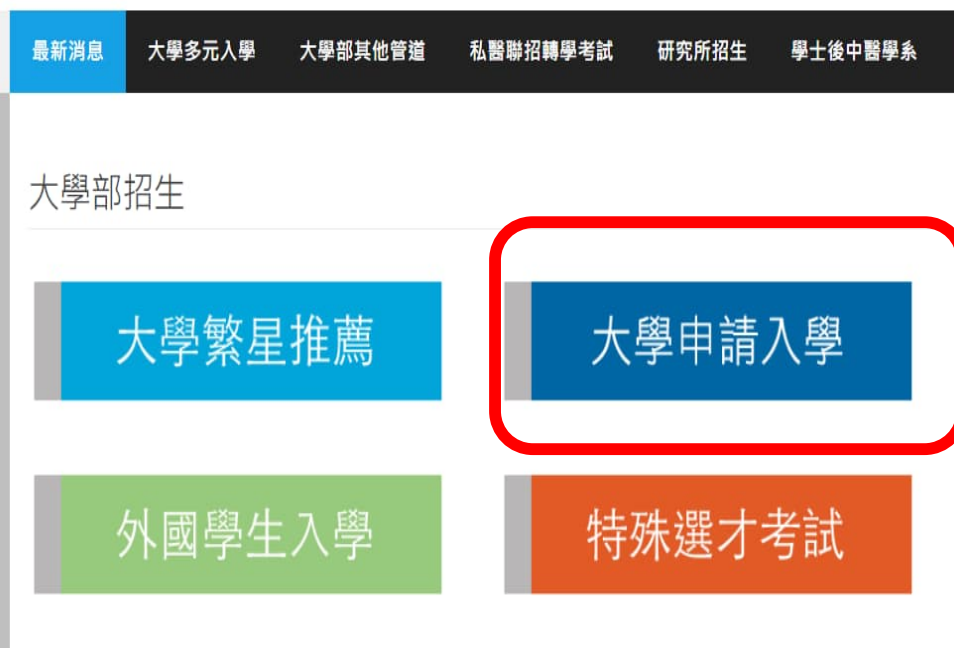 最新消息 大學多元入學 大學部其他管道 私醫聯招轉學考試 研究所招生 學士後中醫學系
大學部招生
大學繁星推薦 大學申請入學
外國學生入學 特殊選才考試